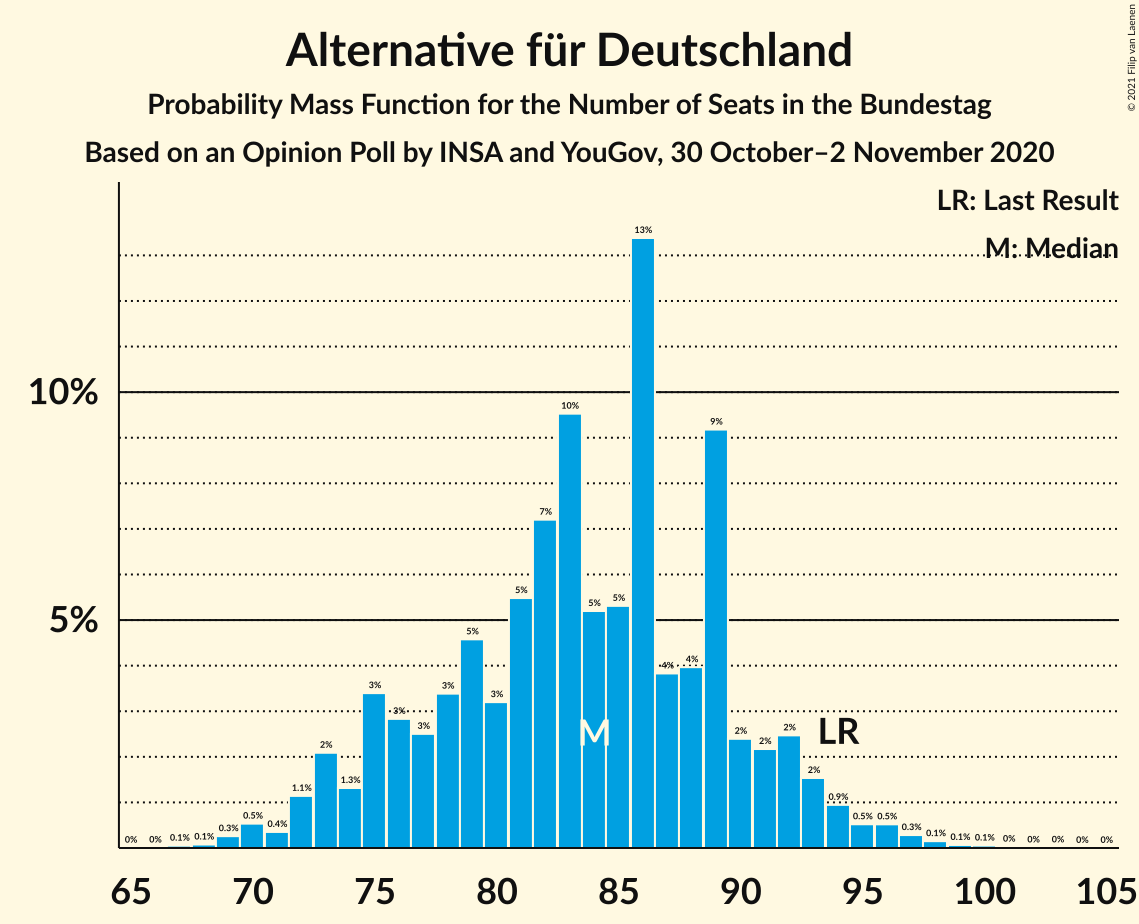 © 2021 Filip van Laenen
Alternative für Deutschland
Probability Mass Function for the Number of Seats in the Bundestag
Based on an Opinion Poll by INSA and YouGov, 30 October–2 November 2020
LR: Last Result
M: Median
10%
5%
0% 0% 0.1% 0.1% 0.3% 0.5% 0.4% 1.1% 2% 1.3% 3% 3% 3% 3% 5% 3% 5% 7% 10% 5% 5% 13% 4% 4% 9% 2% 2% 2% 2% 0.9% 0.5% 0.5% 0.3% 0.1% 0.1% 0.1% 0% 0% 0% 0% 0%
M LR
65 70 75 80 85 90 95 100 105